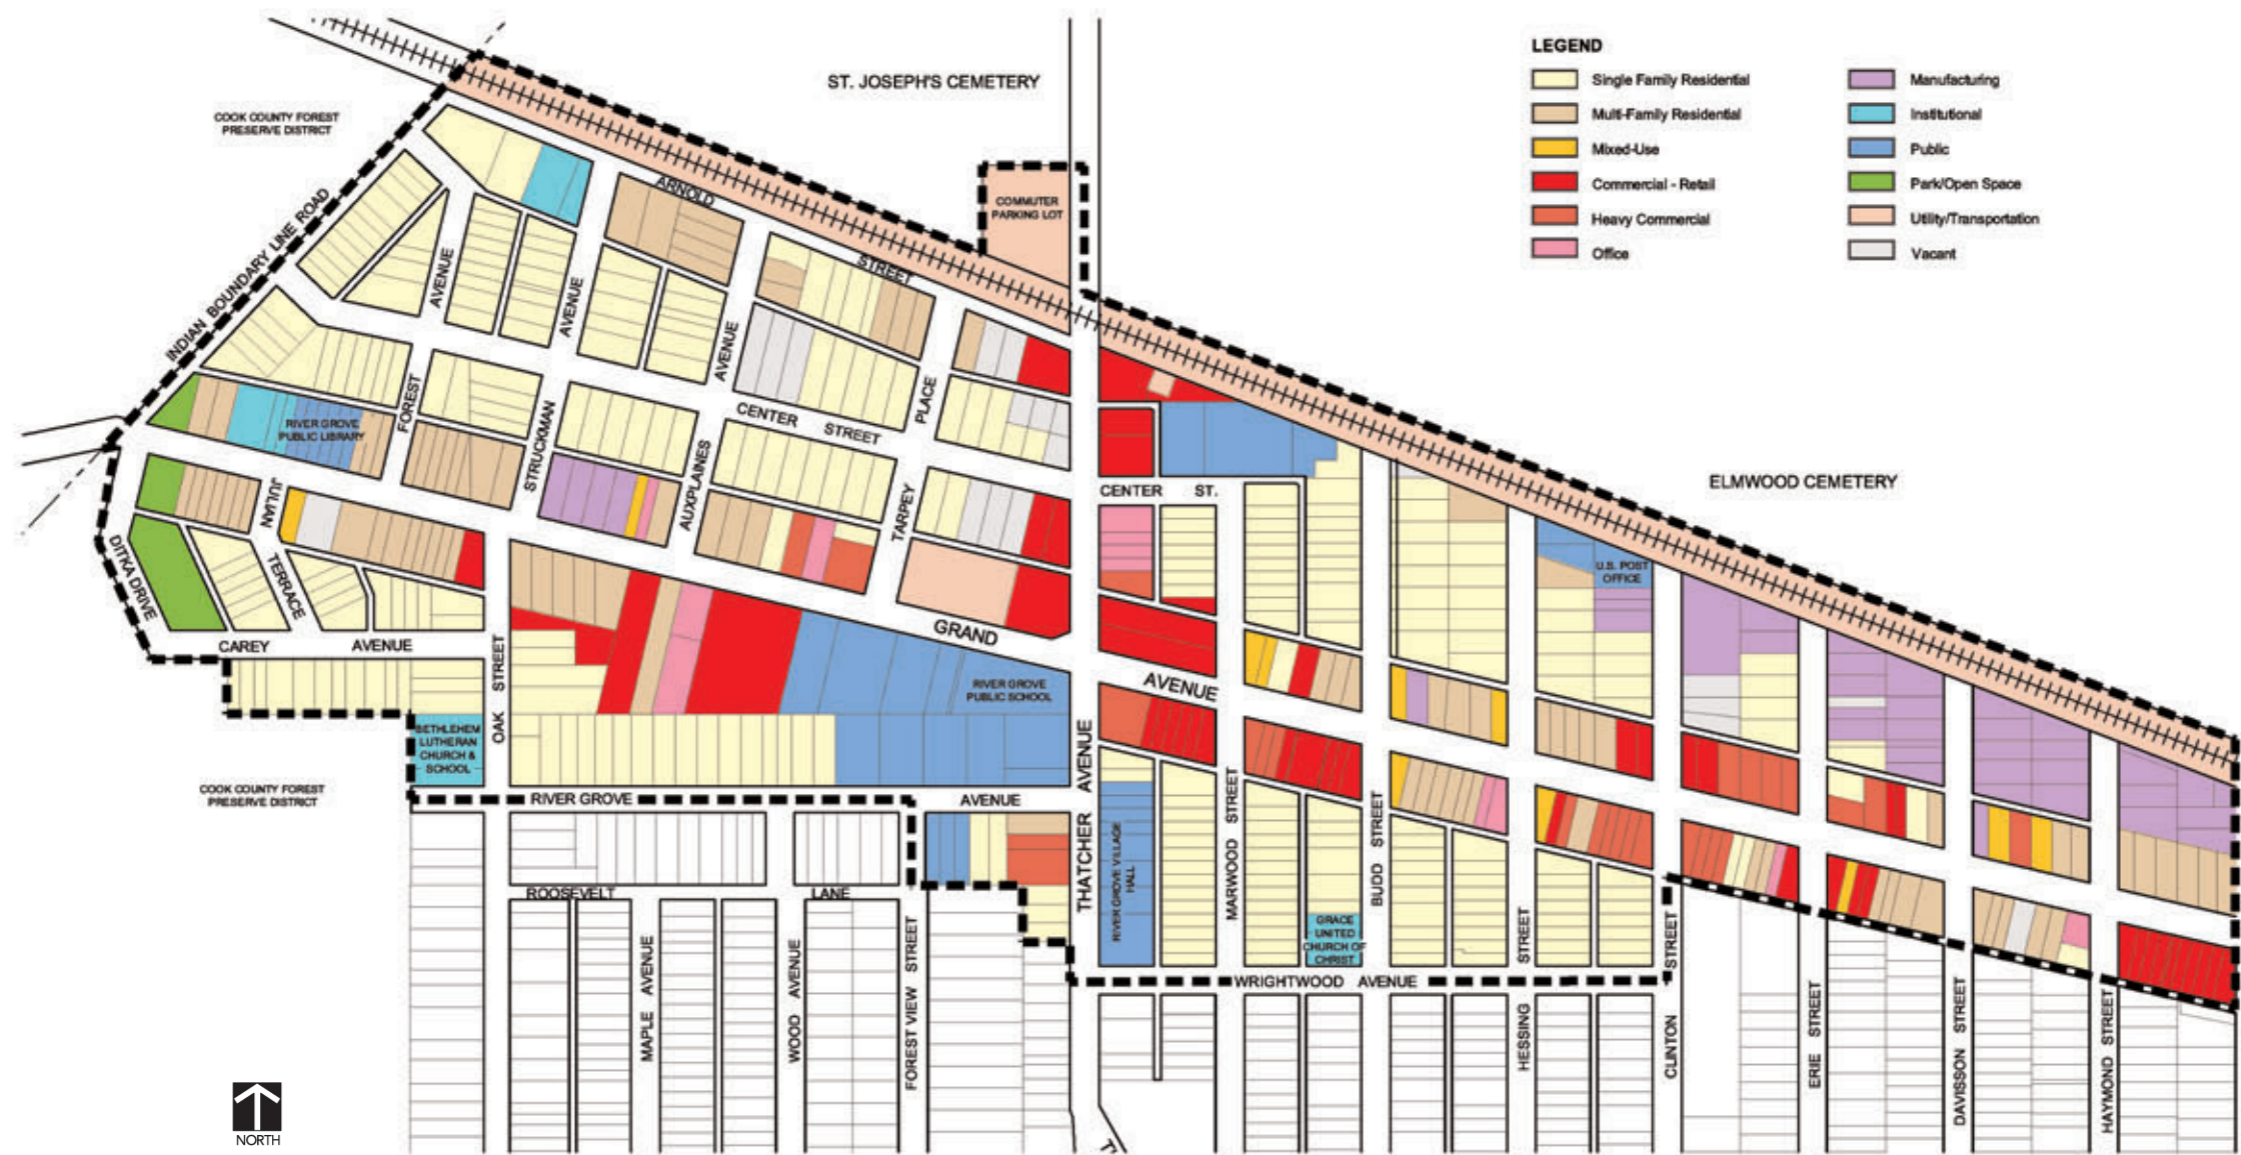 ST. JOSEPH'S CEMETERY
COOK COUNTY FOREST
PRESERVE DISTRICT
COMMUTER
PARKING LOT
LEGEND
Single Family Residential
Multi-Family Residential
Mixed-Use
Commercial - Retail
Heavy Commercial
Office
Manufacturing
Institutional
Public
Park/Open Space
Utility/Transportation
Vacant
INDIAN BOUNDARY LINE ROAD
ARNOLD
STREET
AVENUE
AVENUE
AVENUE
FOREST
STRUCKMAN
AUXPLAINES
PLACE
TARPEY
CENTER STREET
RIVER GROVE
PUBLIC LIBRARY
JULIAN
TERRACE
DITKA DRIVE
CAREY AVENUE
CENTER ST.
ELMWOOD CEMETERY
U.S. POST
OFFICE
GRAND
AVENUE
RIVER GROVE
PUBLIC SCHOOL
OAK STREET
BETHLEHEM
LUTHERAN
CHURCH &
SCHOOL
COOK COUNTY FOREST
PRESERVE DISTRICT
RIVER GROVE
AVENUE
THATCHER AVENUE
RIVER GROVE VILLAGE
HALL
MARWOOD STREET
BUDD STREET
GRACE
UNITED
CHURCH OF
CHRIST
ROOSEVELT LANE
MAPLE AVENUE
WOOD AVENUE
FOREST VIEW STREET
WRIGHTWOOD AVENUE
HESSING STREET
CLINTON STREET
ERIE STREET
DAVISSON STREET
HAYMOND STREET
NORTH